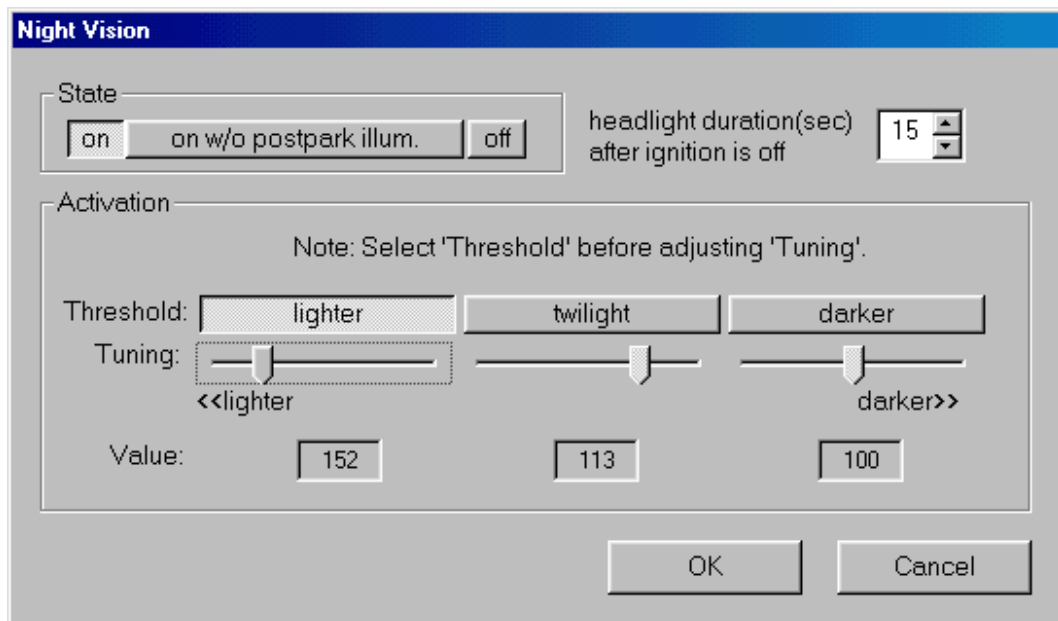 Night Vision
State
on on w/o postpark illum. off
headlight duration(sec)
after ignition is off
15
Activation
Note: Select 'Threshold' before adjusting 'Tuning'.
Threshold: lighter twilight darker
Tuning:
<<lighter darker>>
Value: 152 113 100
OK Cancel